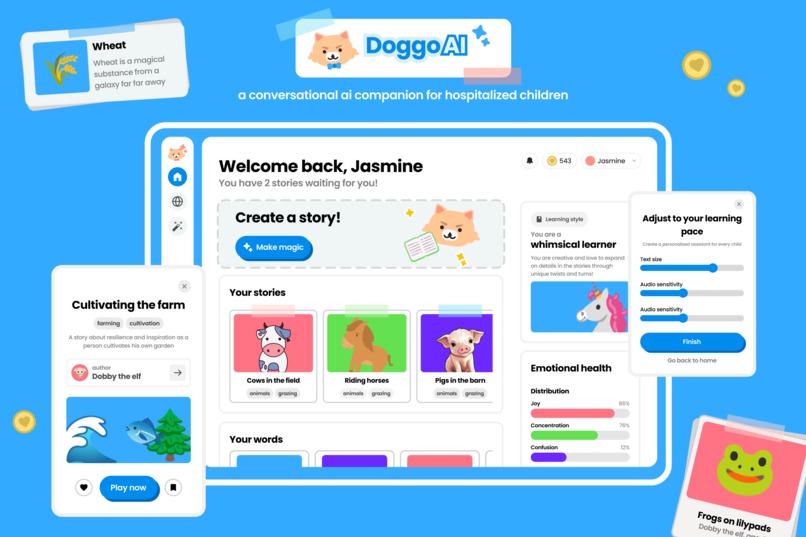 Wheat
Wheat is a magical
substance from a
galaxy far far away
DoggoAI
a conversational ai companion for hospitalized children
Welcome back, Jasmine
You have 2 stories waiting for you!
543
Jasmine
Create a story!
Make magic
Your stories
Cows in the field
animals grazing
Riding horses
animals grazing
Pigs in the barn
animals grazing
Your words
Learning style
You are a
whimsical learner
You are creative and love to expand
on details in the stories through
unique twists and turns!
Emotional health
Distribution
Joy 88%
Concentration 76%
Confusion 12%
Adjust to your learning
pace
Create a personalized assistant for every child
Text size
Audio sensitivity
Audio sensitivity
Finish
Go back to home
Cultivating the farm
farming cultivation
A story about resilience and inspiration as a
person cultivates his own garden
author
Dobby the elf
Play now
Frogs on lilypads
Dobby the elf,